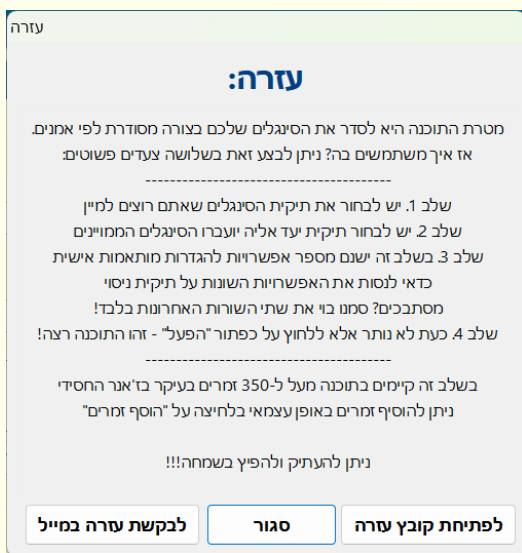 עזרה
עזרה:
מטרת התוכנה היא לסדר את הסינגלים שלכם בצורה מסודרת לפי אמנים.
אז איך משתמשים בה? ניתן לבצע זאת בשלושה צעדים פשוטים:
----------------------------------------
שלב 1. יש לבחור את תיקית הסינגלים שאתם רוצים למיין
שלב 2. יש לבחור תיקית יעד אליה יועברו הסינגלים הממויינים
שלב 3. בשלב זה ישנם מספר אפשרויות להגדרות מותאמות אישית
כדאי לנסות את האפשרויות השונות על תיקית ניסוי
מסתבכים? סמנו בוי את שתי השורות האחרונות בלבד!
שלב 4. כעת לא נותר אלא ללחוץ על כפתור "הפעל" - זהו התוכנה רצה!
----------------------------------------
בשלב זה קיימים בתוכנה מעל ל-350 זמרים בעיקר בז'אנר החסידי
ניתן להוסיף זמרים באופן עצמאי בלחיצה על "הוסף זמרים"
ניתן להעתיק ולהפיץ בשמחה!!!
לפתיחת קובץ עזרה
סגור
לבקשת עזרה במייל